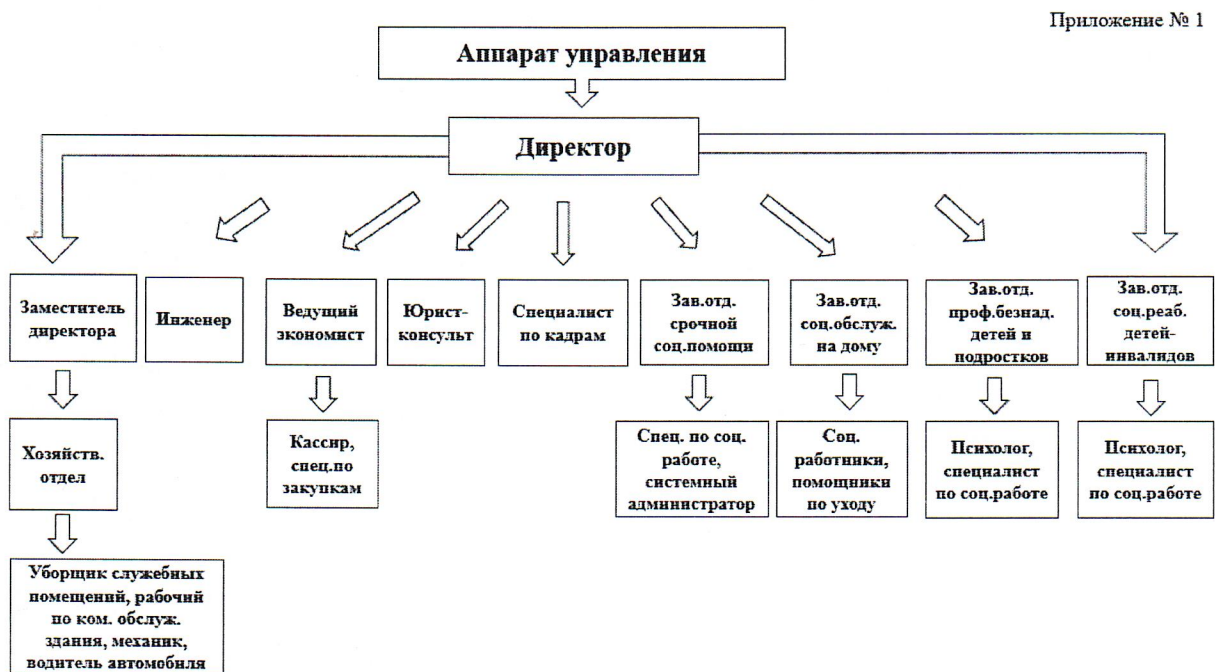 Приложение № 1
Аппарат управления
Директор
Заместитель
директора
Инженер
Ведущий
экономист
Юрист-
консульт
Специалист
по кадрам
Зав.отд.
срочной
соц.помощи
Зав.отд.
соц.обслуж.
на дому
Зав.отд.
проф.безнад.
детей и
подростков
Зав.отд.
соц.реаб.
детей-
инвалидов
Хозяйств.
отдел
Кассир,
спец.по
закупкам
Спец. по соц.
работе,
системный
администратор
Соц.
работники,
помощники
по уходу
Психолог,
специалист
по соц.работе
Психолог,
специалист
по соц.работе
Уборщик служебных
помещений, рабочий
по ком. обслуж.
здания, механик,
водитель автомобиля